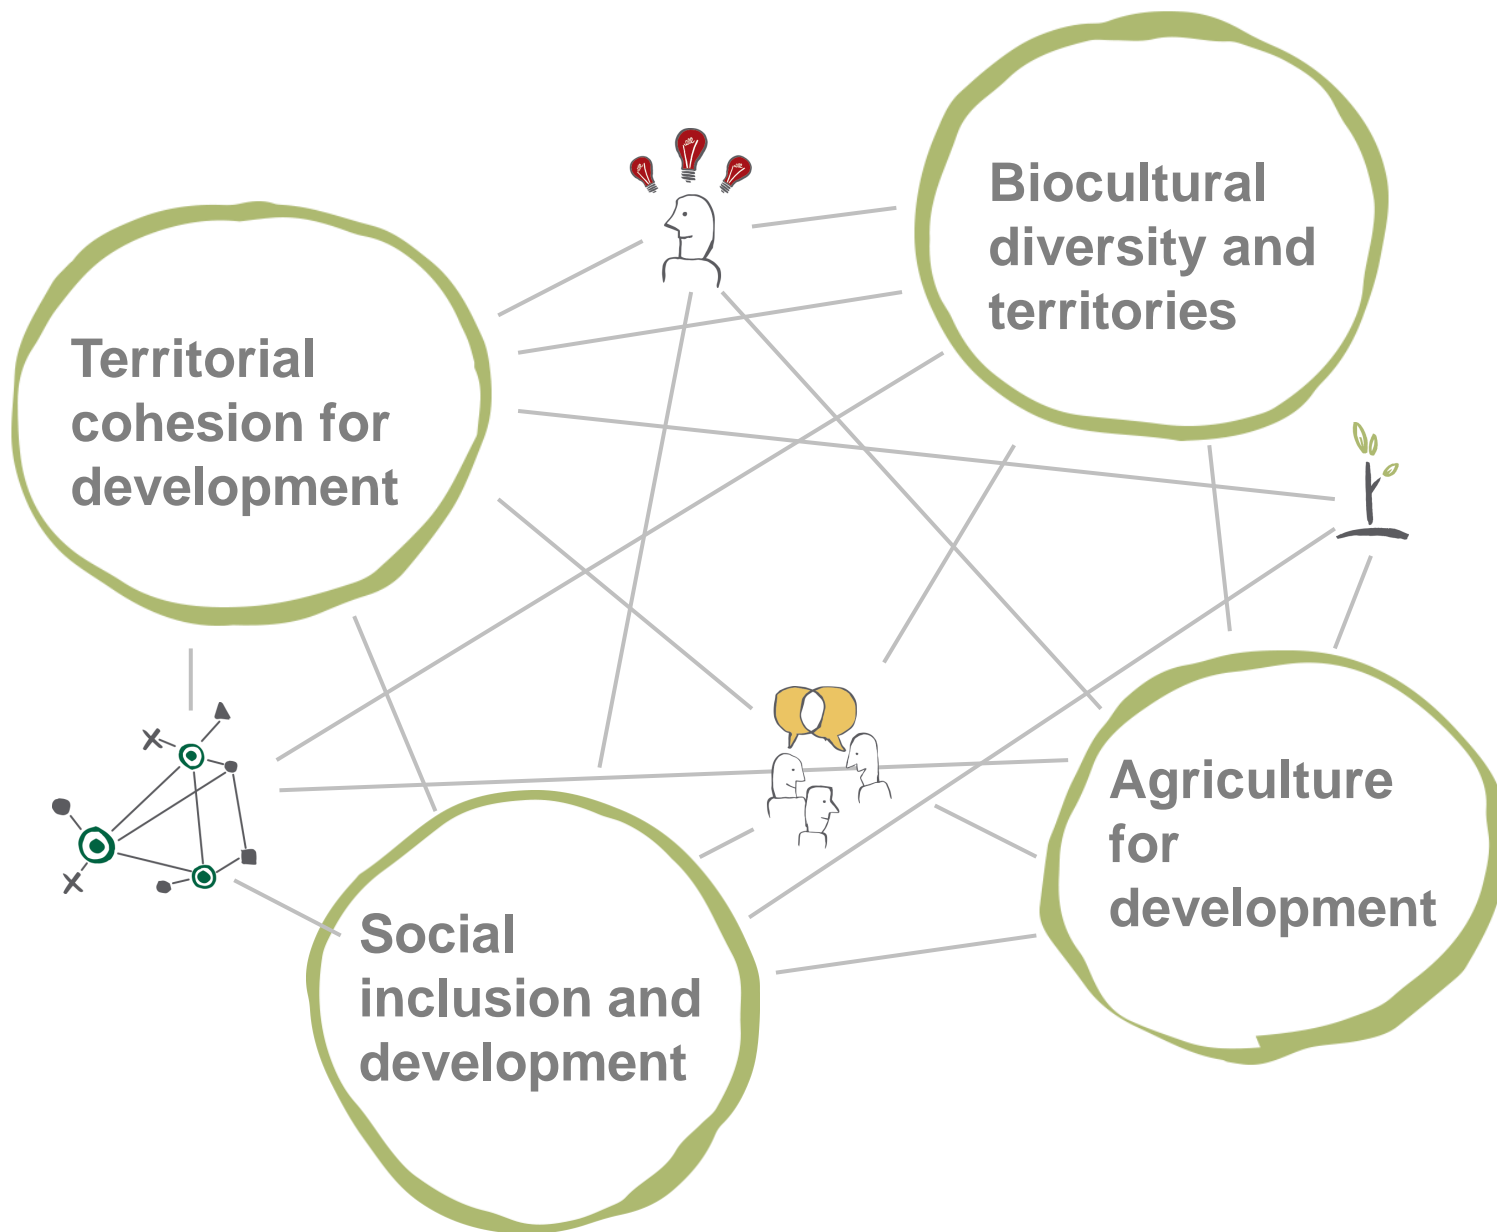 Biocultural
diversity and
territories
Territorial
cohesion for
development
Agriculture
for
development
Social
inclusion and
development